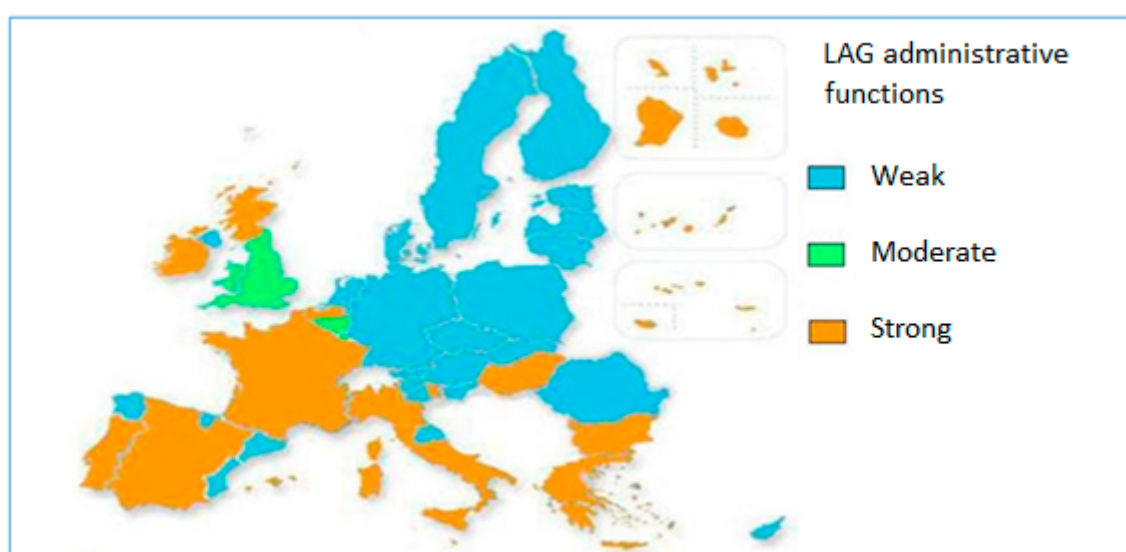 LAG administrative
functions
Weak
Moderate
Strong